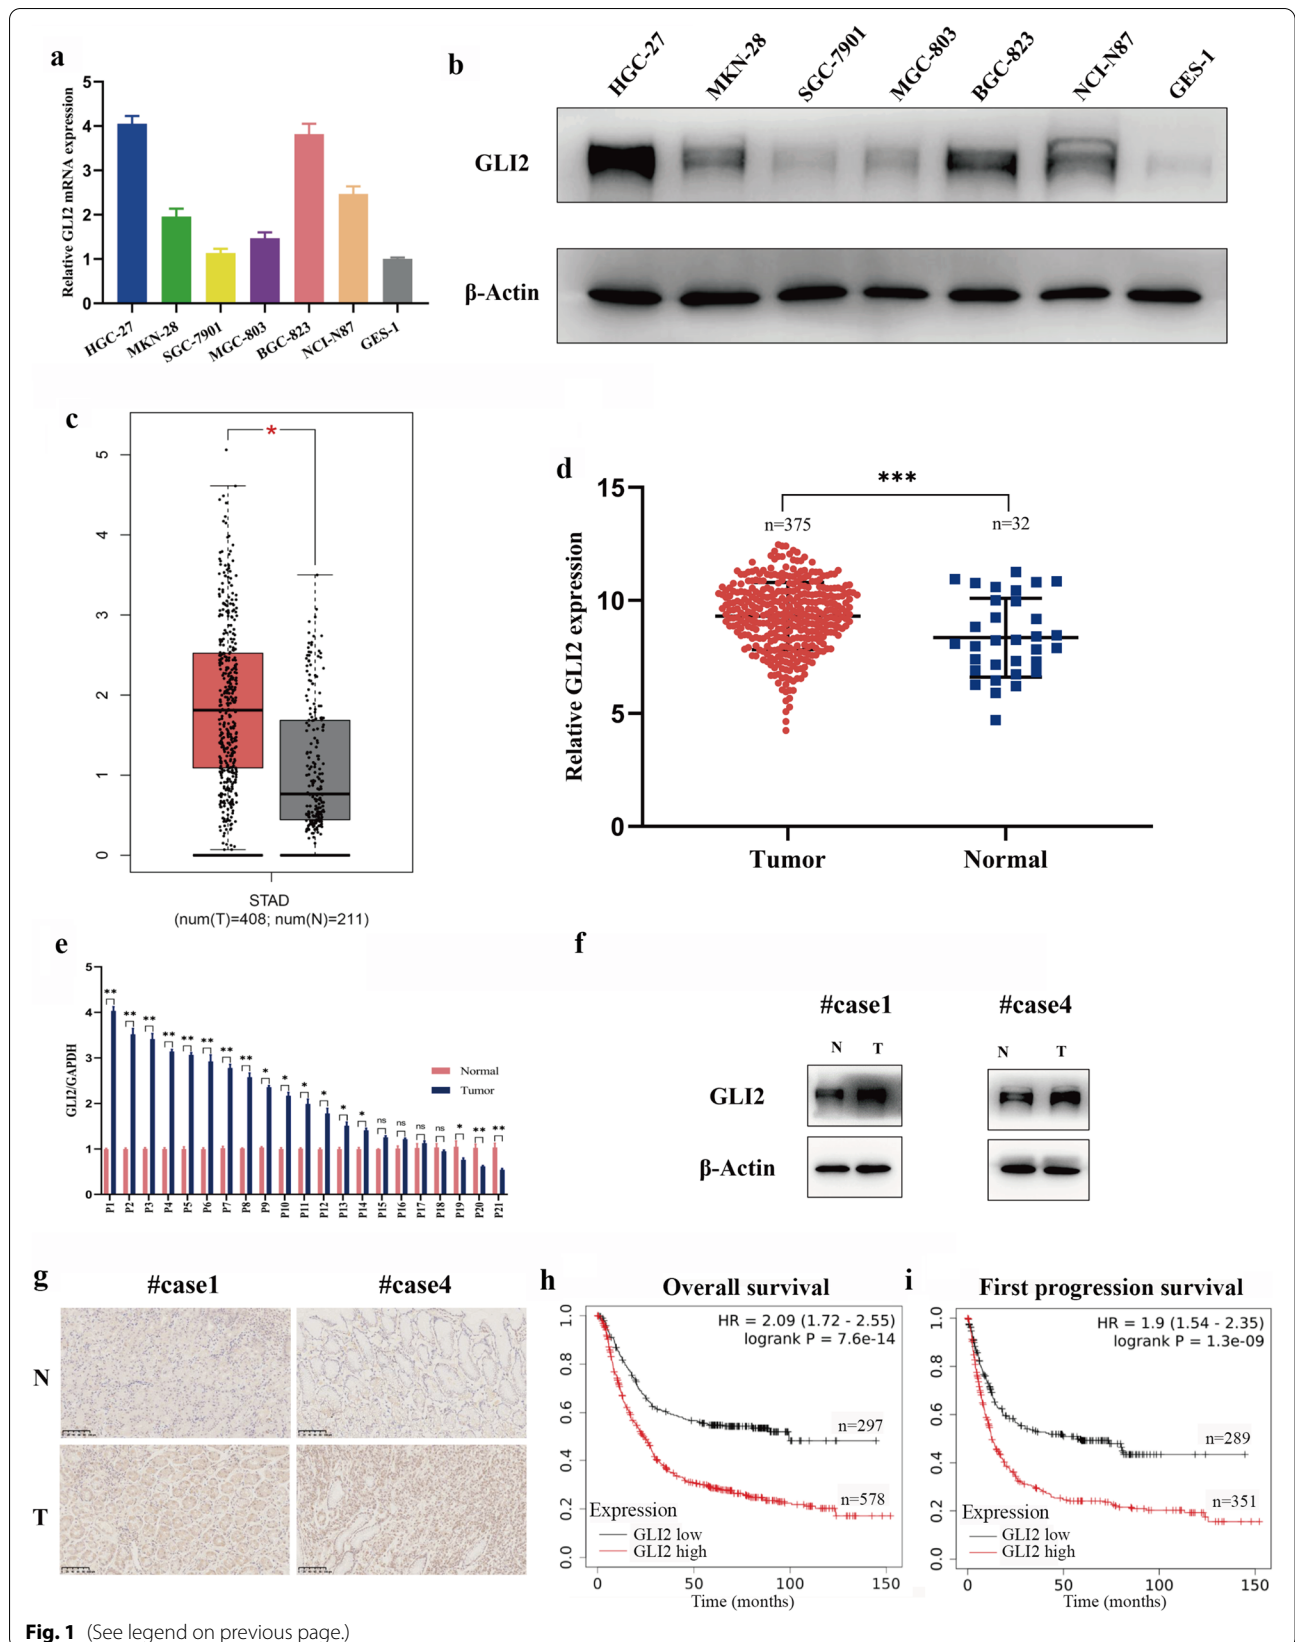 a
5
4
3
2
1
0
Relative GLI2 mRNA expression
HGC-27
MKN-28
SGC-7901
MGC-803
BGC-823
NCI-N87
GES-1
b
HGC-27
MKN-28
SGC-7901
MGC-803
BGC-823
NCI-N87
GES-1
GLI2
β-Actin
c
*
5
4
3
2
1
0
STAD
(num(T)=408; num(N)=211)
d
***
n=375
n=32
15
10
5
0
Relative GLI2 expression
Tumor
Normal
e
5
4
3
2
1
0
GLI2/GAPDH
** ** ** ** ** ** ** ** * * * * * * ns ns ns ns * ** **
Normal
Tumor
P1 P2 P3 P4 P5 P6 P7 P8 P9 P10 P11 P12 P13 P14 P15 P16 P17 P18 P19 P20 P21
f
#case1
#case4
N T
N T
GLI2
β-Actin
g
#case1
#case4
N
T
h
Overall survival
HR = 2.09 (1.72 - 2.55)
logrank P = 7.6e-14
1.0
0.8
0.6
0.4
0.2
0.0
n=297
n=578
Expression
GLI2 low
GLI2 high
0 50 100 150
Time (months)
i
First progression survival
HR = 1.9 (1.54 - 2.35)
logrank P = 1.3e-09
1.0
0.8
0.6
0.4
0.2
0.0
n=289
n=351
Expression
GLI2 low
GLI2 high
0 50 100 150
Time (months)
Fig. 1 (See legend on previous page.)